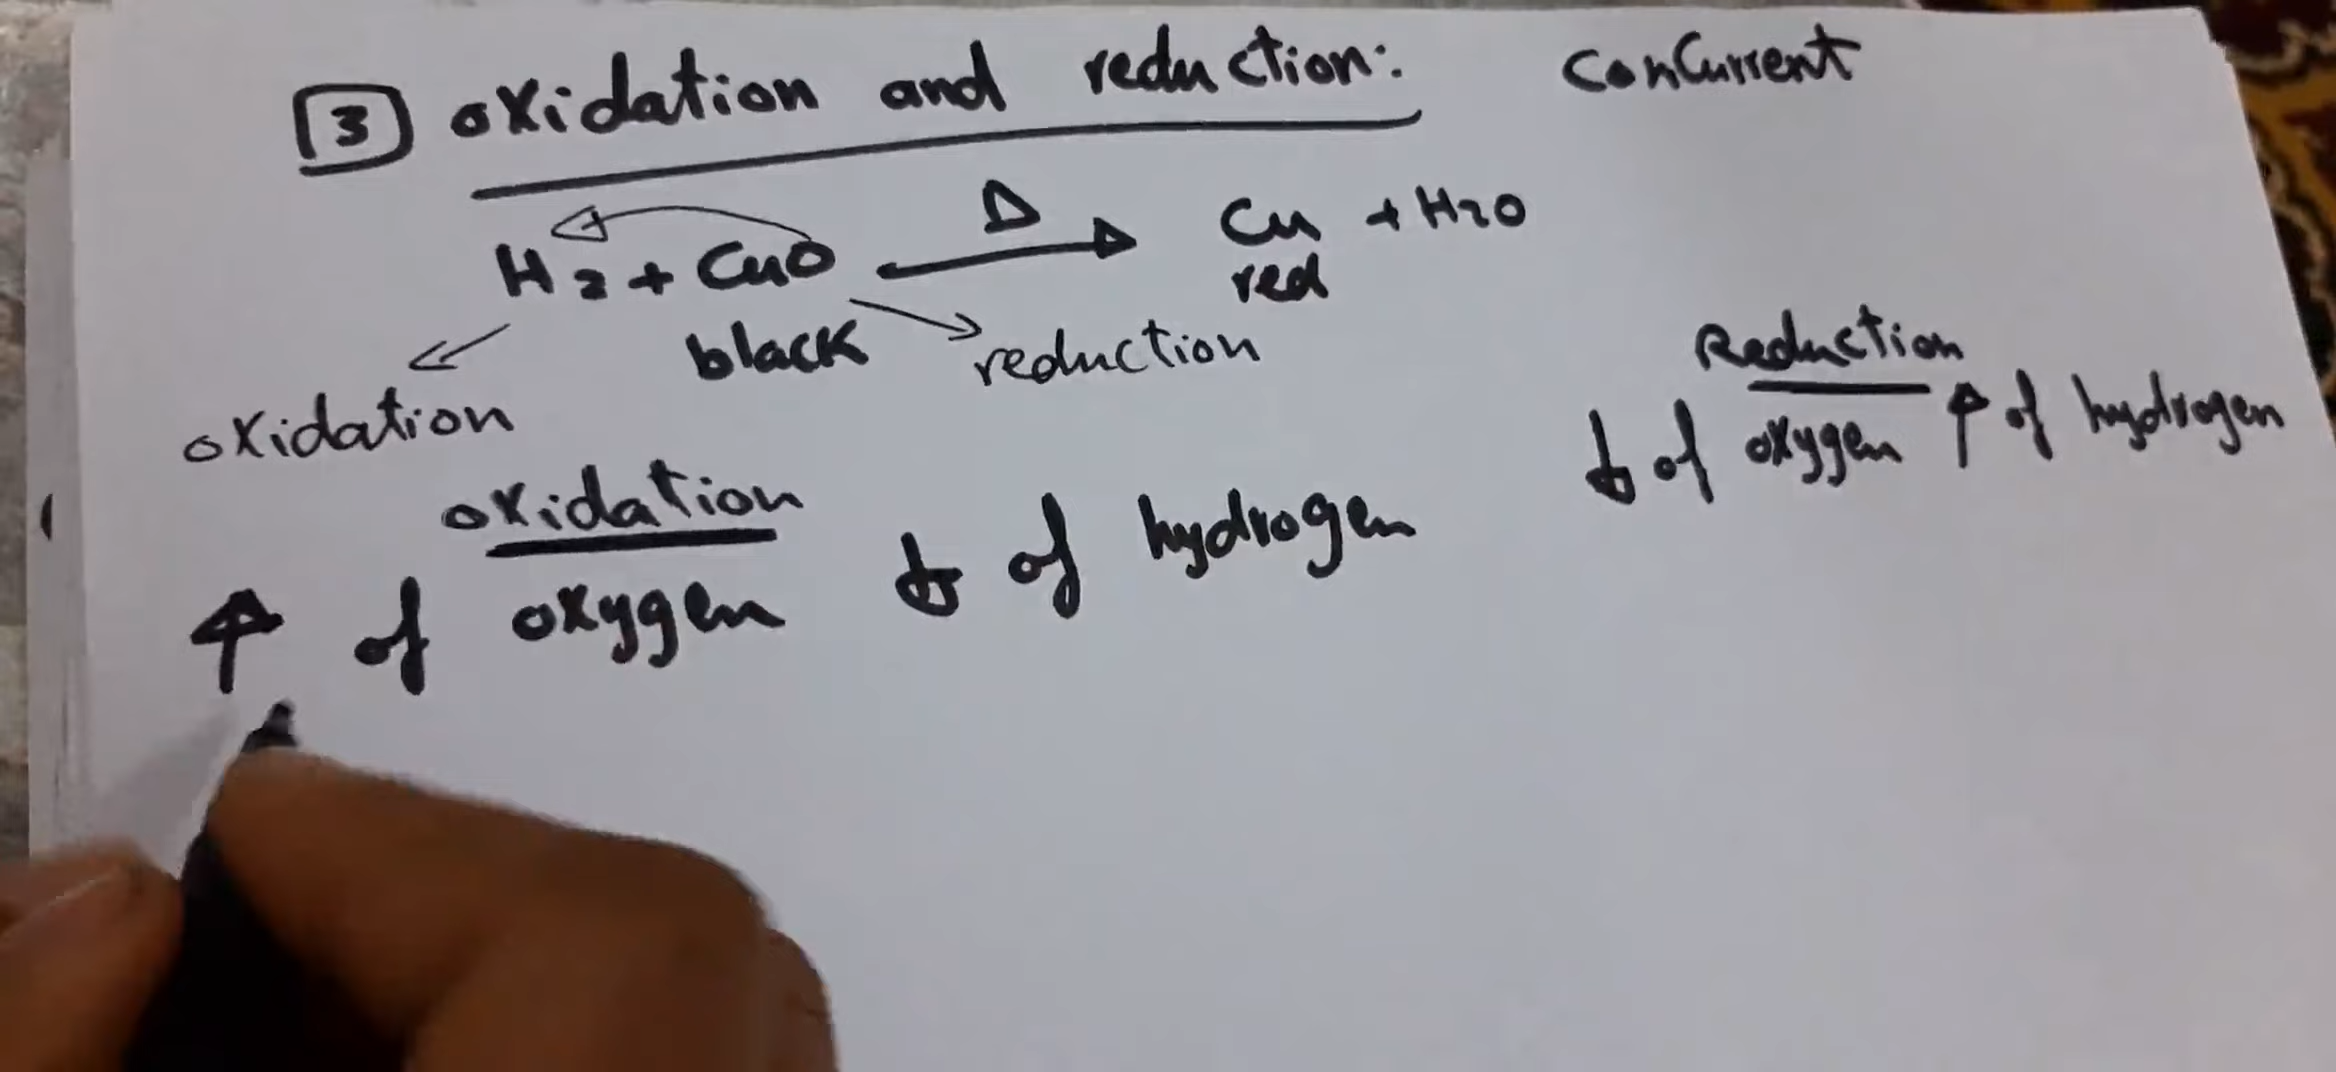 3 oxidation and reduction: Concurrent
Δ
H2 + CuO → Cu + H2O
black red
oxidation reduction
Reduction
↓ of oxygen ↑ of hydrogen
oxidation
↑ of oxygen ↓ of hydrogen